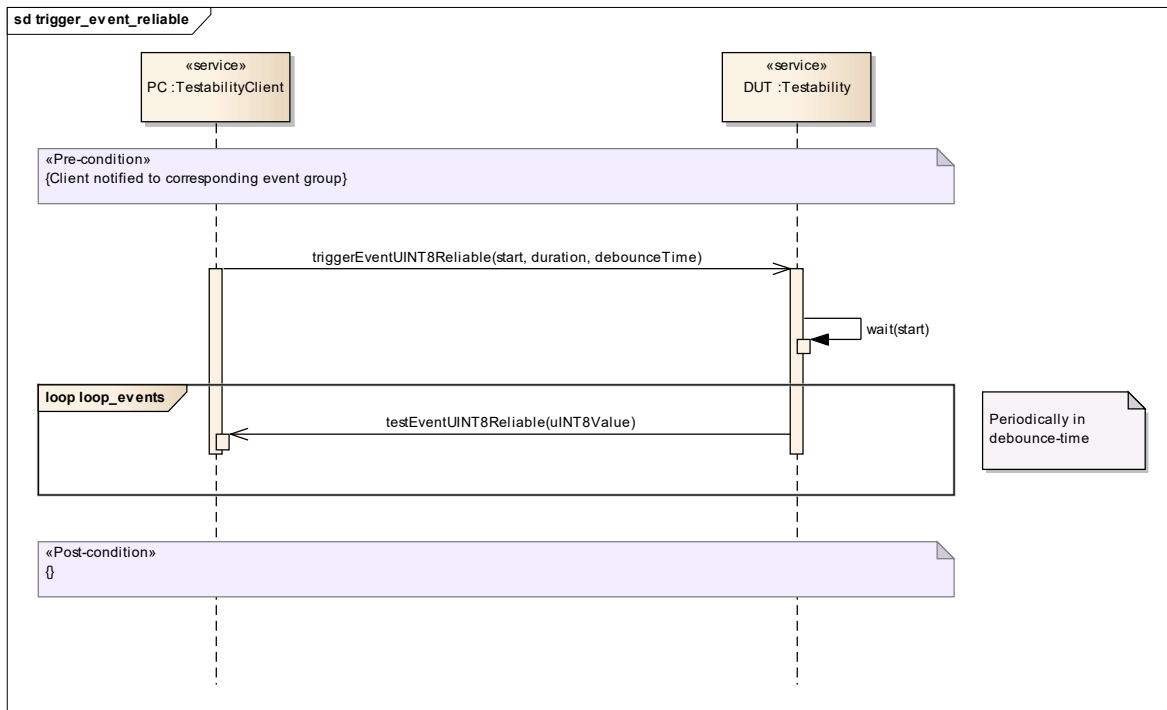 sd trigger_event_reliable
«service»
PC :TestabilityClient
«service»
DUT :Testability
«Pre-condition»
{Client notified to corresponding event group}
triggerEventUINT8Reliable(start, duration, debounceTime)
wait(start)
loop loop_events
testEventUINT8Reliable(uINT8Value)
Periodically in
debounce-time
«Post-condition»
{}